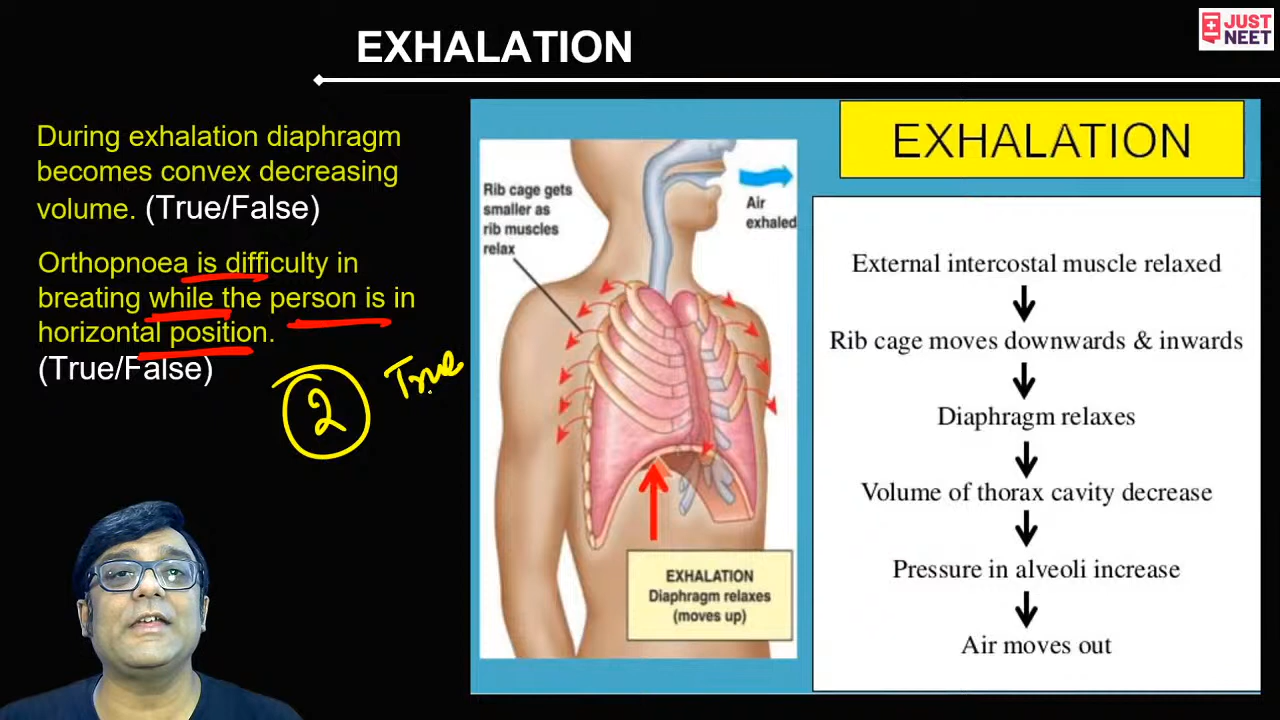 EXHALATION
JUST
NEET
During exhalation diaphragm
becomes convex decreasing
volume. (True/False)
Orthopnoea is difficulty in
breating while the person is in
horizontal position.
(True/False)
2 True
Rib cage gets
smaller as
rib muscles
relax
Air
exhaled
EXHALATION
Diaphragm relaxes
(moves up)
EXHALATION
External intercostal muscle relaxed
Rib cage moves downwards & inwards
Diaphragm relaxes
Volume of thorax cavity decrease
Pressure in alveoli increase
Air moves out